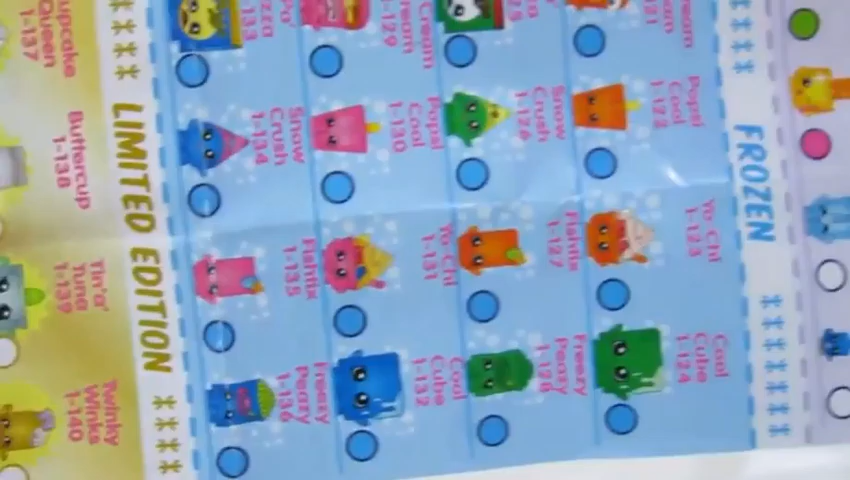 FROZEN
Popsi
Cool
1-122
Yo Chi
1-123
Cool
Cube
1-124
Snow
Crush
1-126
Fishtix
1-127
Freezy
Peazy
1-128
Cream
1-129
Popsi
Cool
1-130
Yo Chi
1-131
Cool
Cube
1-132
Snow
Crush
1-134
Fishtix
1-135
Freezy
Peazy
1-136
LIMITED EDITION
upcake
Queen
1-137
Buttercup
1-138
Tin'a'
Tuna
1-139
Twinky
Winks
1-140